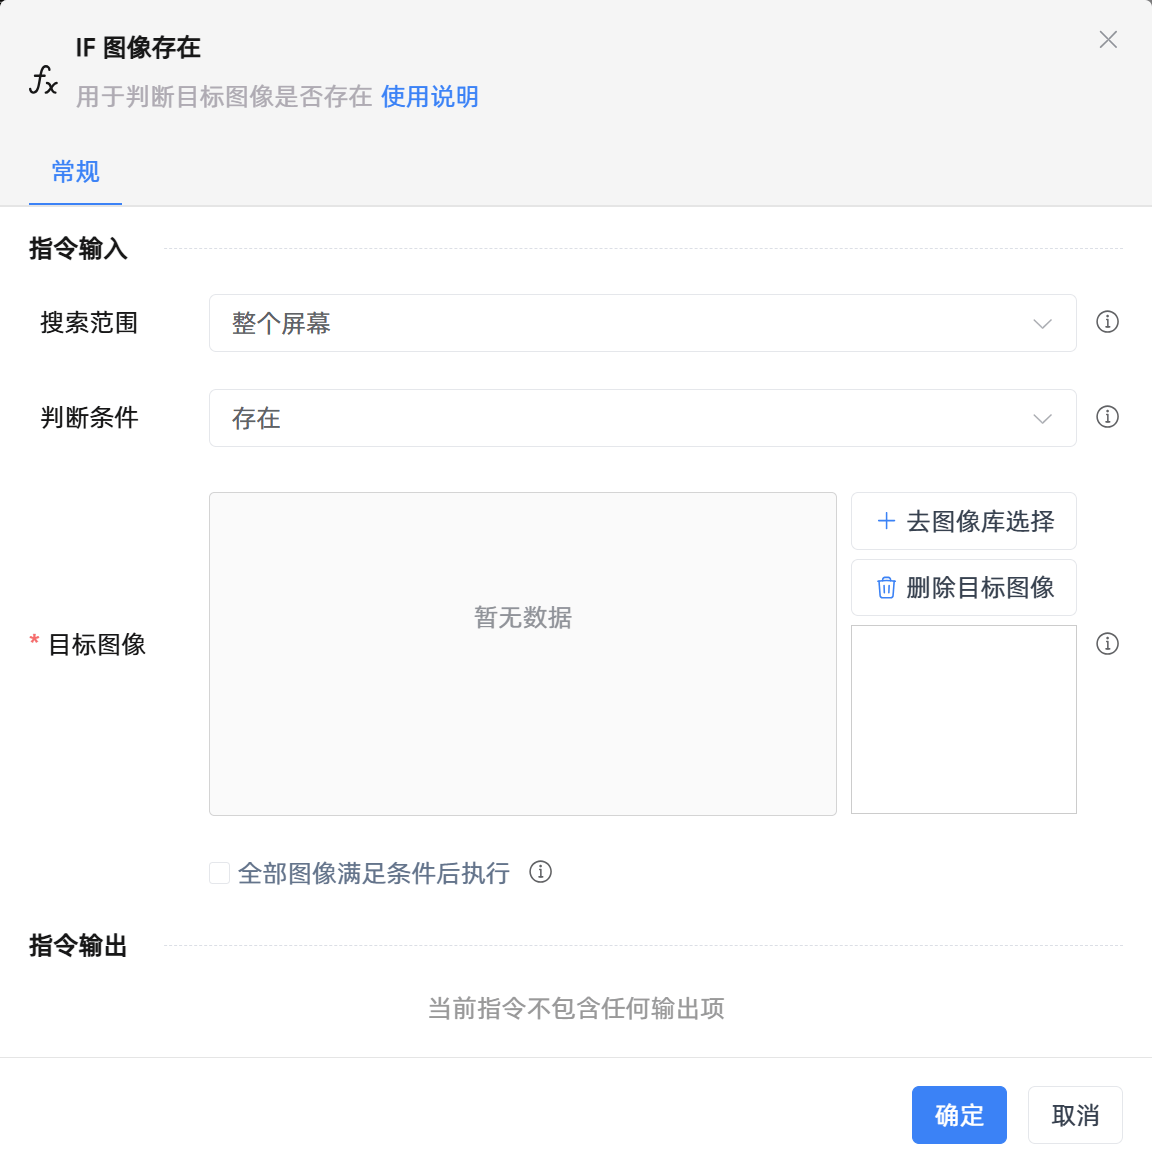 IF 图像存在
用于判断目标图像是否存在 使用说明
常规
指令输入
搜索范围
整个屏幕
判断条件
存在
* 目标图像
暂无数据
去图像库选择
删除目标图像
全部图像满足条件后执行
指令输出
当前指令不包含任何输出项
确定
取消